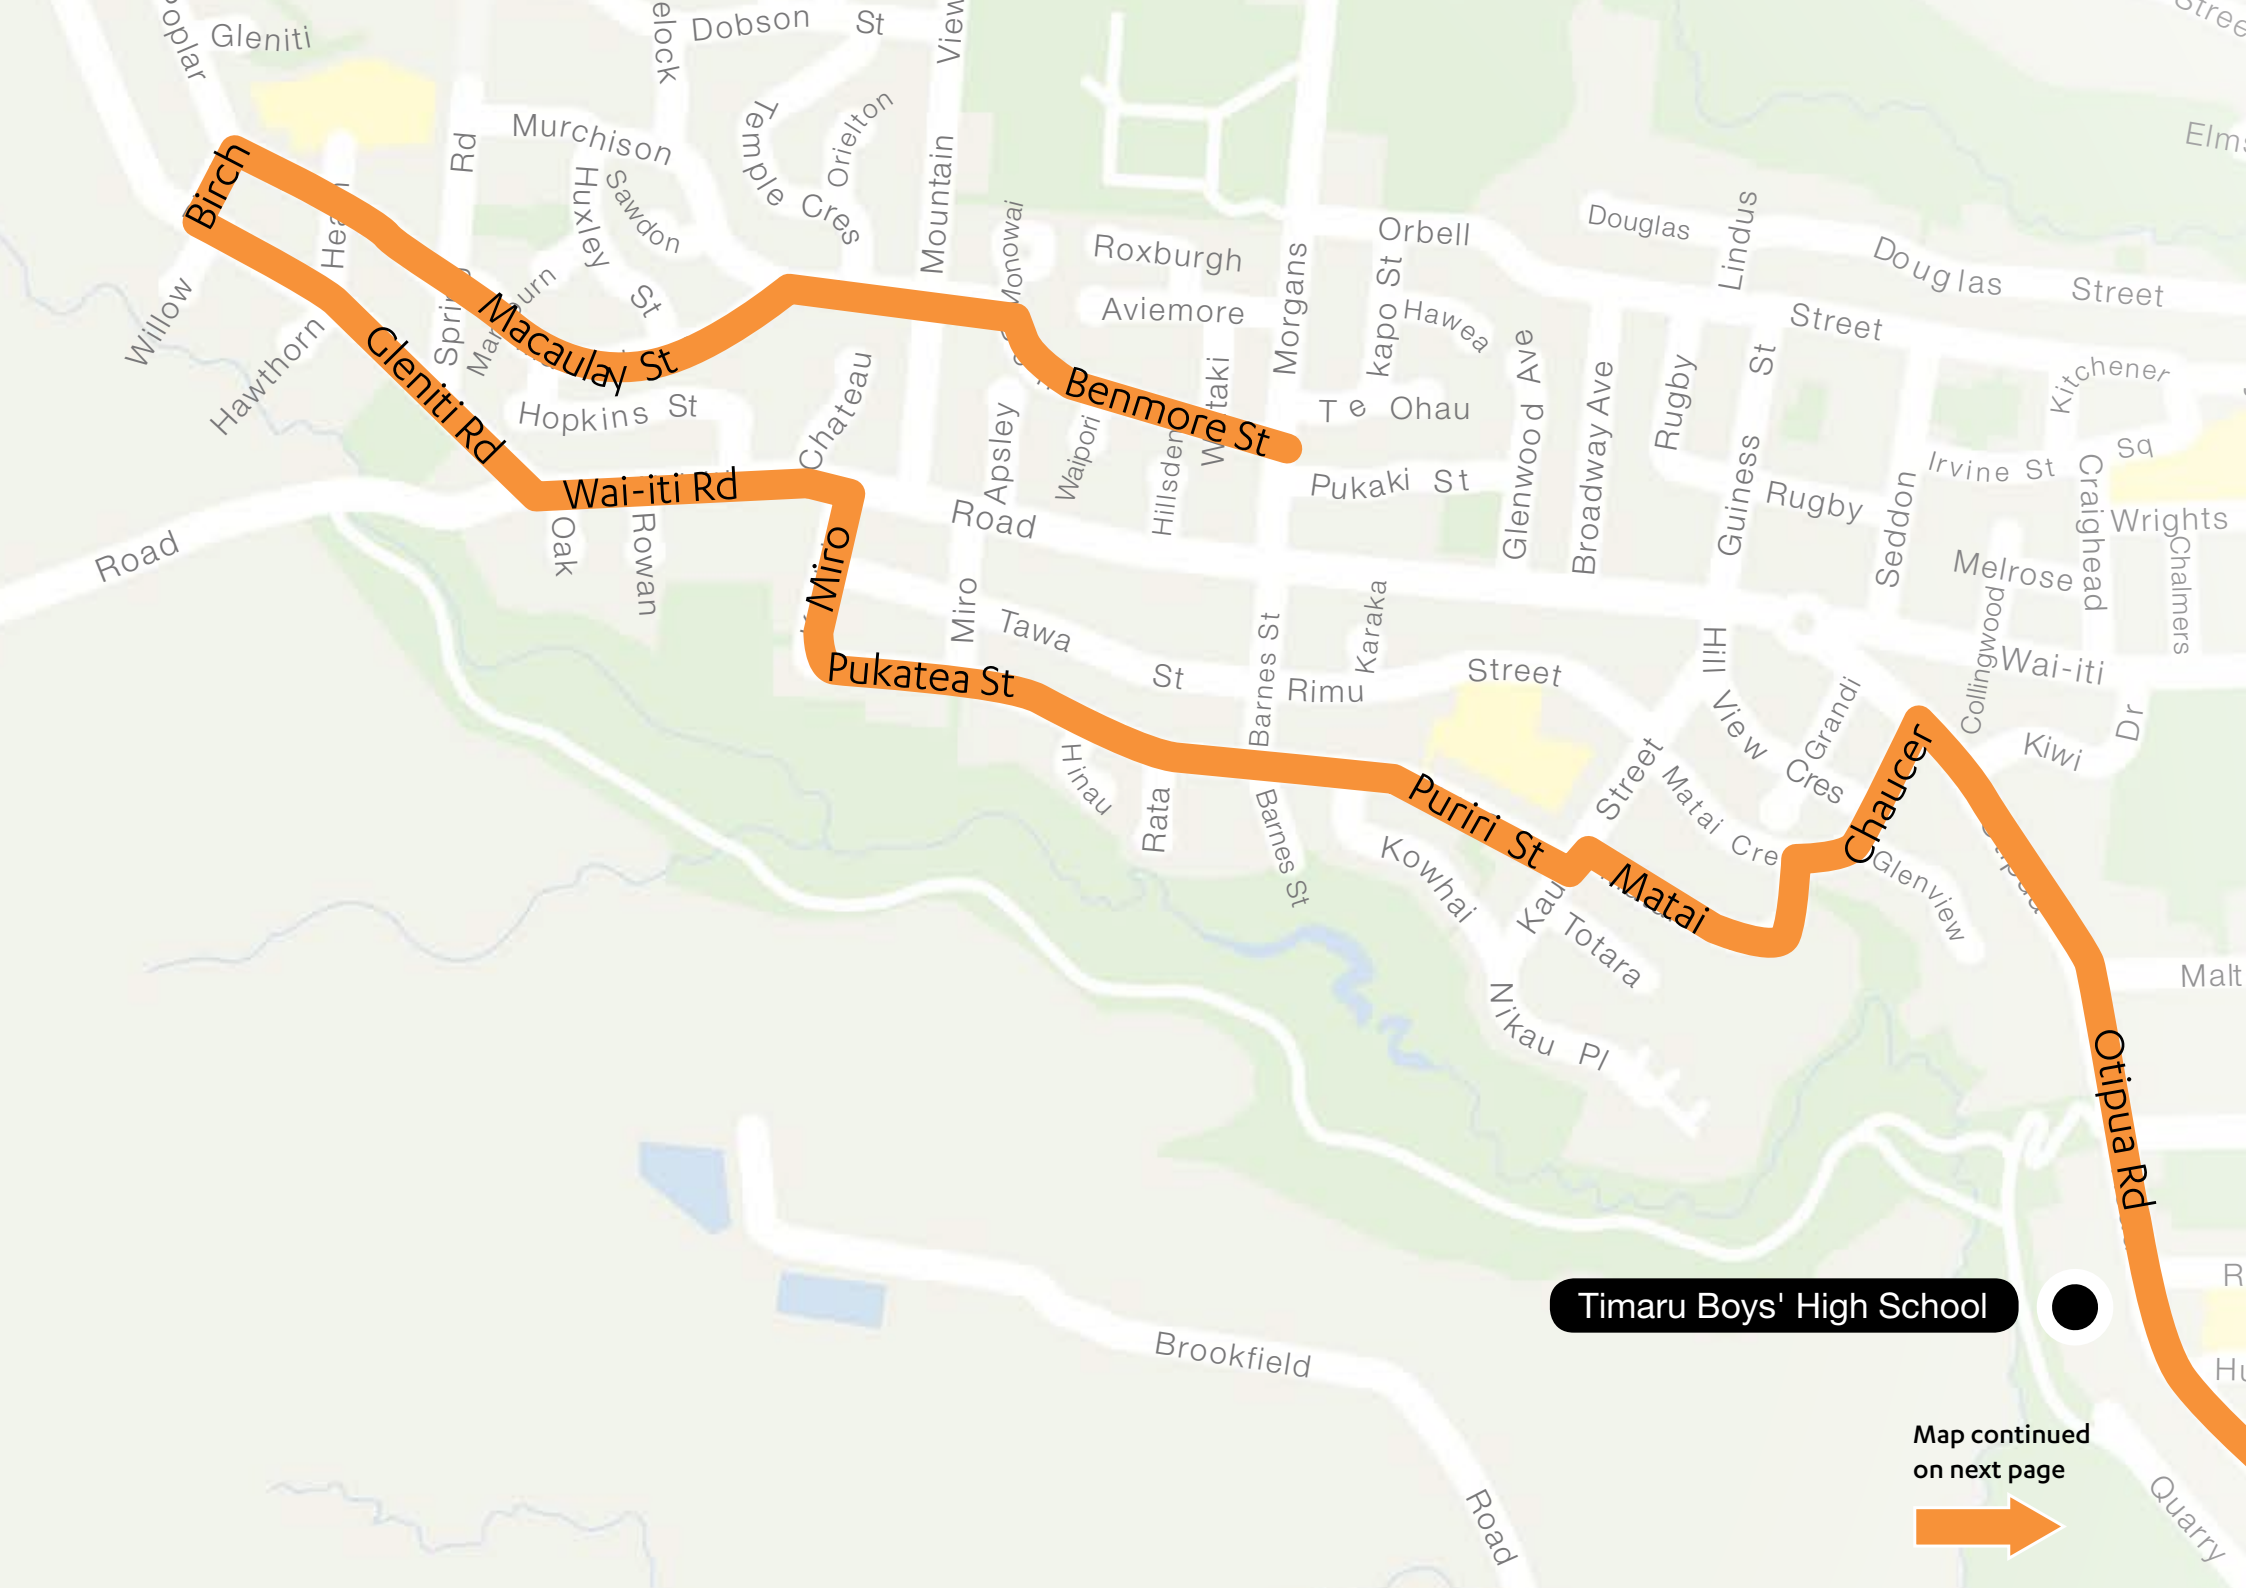 Gleniti
Dobson St
View
Murchison
Temple Cres
Orielton
Mountain
Rd
Birch
Huxley St
Sawdon
Monowai
Roxburgh
Aviemore
Morgans
Orbell
Street
Douglas
Lindus
Douglas Street
kapo St
Hawea
Willow
Hawthorn
Macaulay St
Gleniti Rd
Hopkins St
Chateau
Apsley
Waipori
Hillsden
Benmore St
Te Ohau
Pukaki St
Glenwood Ave
Broadway Ave
Rugby
Guiness St
Rugby
Seddon
Kitchener
Sq
Irvine St
Craighead
Wrights
Chalmers
Melrose
Collingwood
Road
Wai-iti Rd
Oak
Rowan
Road
Miro
Miro
Tawa St
Barnes St
Karaka
Rimu Street
Hill View Cres
Grandi
Wai-iti
Kiwi Dr
Pukatea St
Hinau
Rata
Barnes St
Puriri St
Street
Matai Cre
Chaucer
Glenview
Kowhai
Matai
Totara
Nikau Pl
Malt
Otipua Rd
Timaru Boys' High School
Brookfield
Road
Map continued
on next page
Quarry